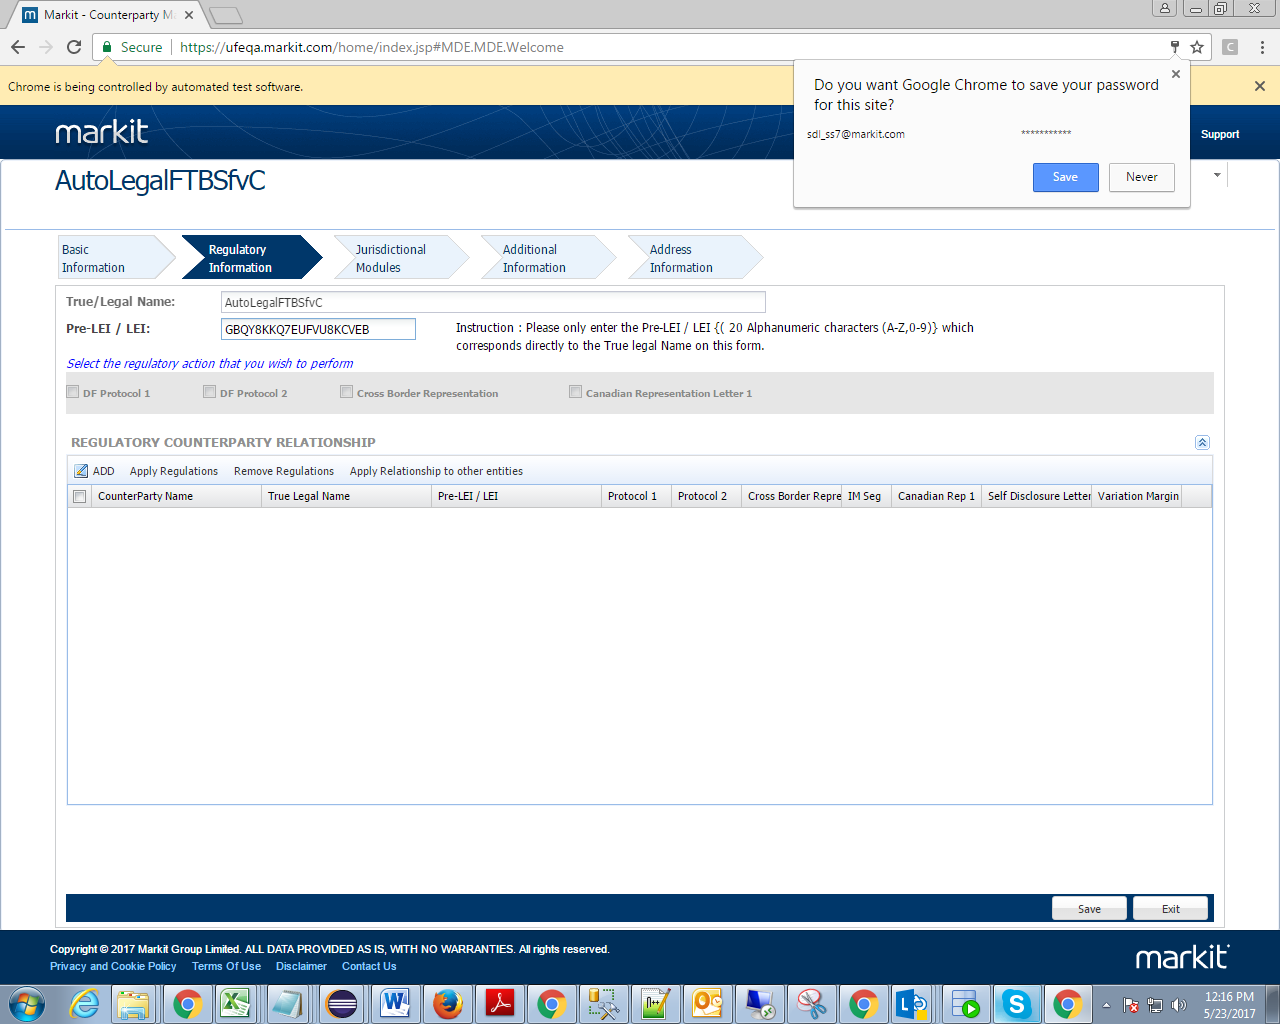 Markit - Counterparty M
Secure
https://ufeqa.markit.com/home/index.jsp#MDE.MDE.Welcome
C
Chrome is being controlled by automated test software.
Do you want Google Chrome to save your password
for this site?
sdl_ss7@markit.com ***********
Save Never
markit
Support
AutoLegalFTBSfvC
Basic
Information
Regulatory
Information
Jurisdictional
Modules
Additional
Information
Address
Information
True/Legal Name: AutoLegalFTBSfvC
Pre-LEI / LEI: GBQY8KKQ7EUFVU8KCVEB
Instruction : Please only enter the Pre-LEI / LEI {( 20 Alphanumeric characters (A-Z,0-9)} which
corresponds directly to the True legal Name on this form.
Select the regulatory action that you wish to perform
DF Protocol 1 DF Protocol 2 Cross Border Representation Canadian Representation Letter 1
REGULATORY COUNTERPARTY RELATIONSHIP
ADD Apply Regulations Remove Regulations Apply Relationship to other entities
CounterParty Name True Legal Name Pre-LEI / LEI Protocol 1 Protocol 2 Cross Border Repre IM Seg Canadian Rep 1 Self Disclosure Letter Variation Margin
Save Exit
Copyright © 2017 Markit Group Limited. ALL DATA PROVIDED AS IS, WITH NO WARRANTIES. All rights reserved.
Privacy and Cookie Policy Terms Of Use Disclaimer Contact Us
markit
12:16 PM
5/23/2017